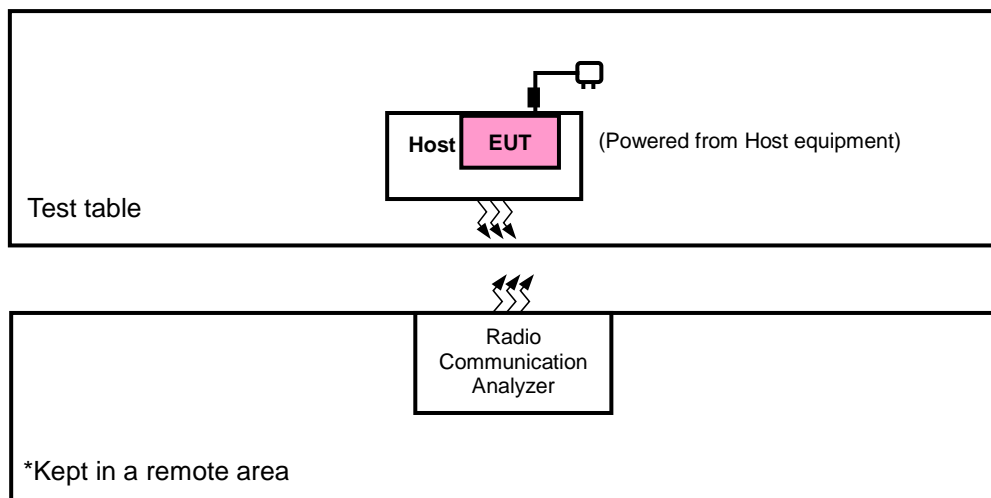 Host
EUT
(Powered from Host equipment)
Test table
Radio
Communication
Analyzer
*Kept in a remote area